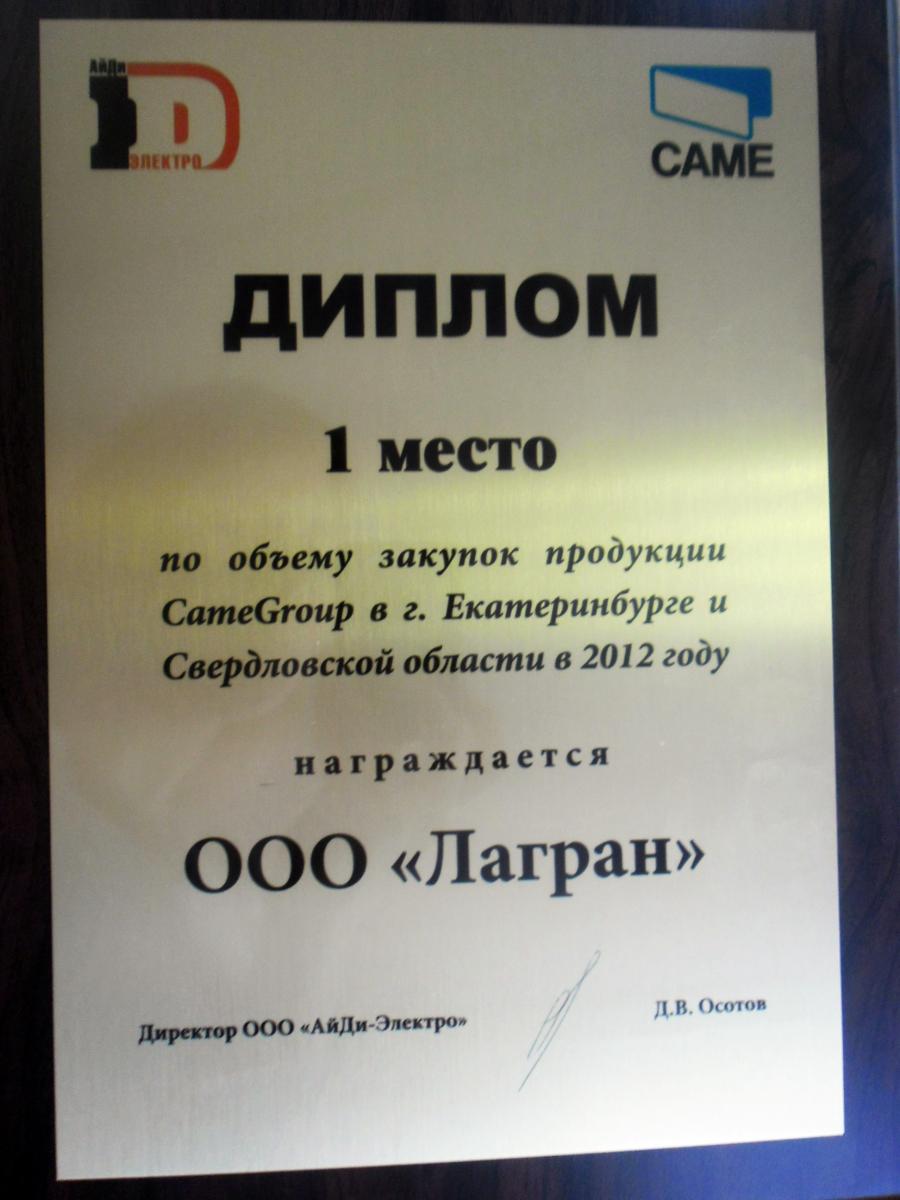 АйДи
ЭЛЕКТРО
CAME
ДИПЛОМ
1 место
по объему закупок продукции
CameGroup в г. Екатеринбурге и
Свердловской области в 2012 году
награждается
ООО «Лагран»
Директор ООО «АйДи-Электро»
Д.В. Осотов